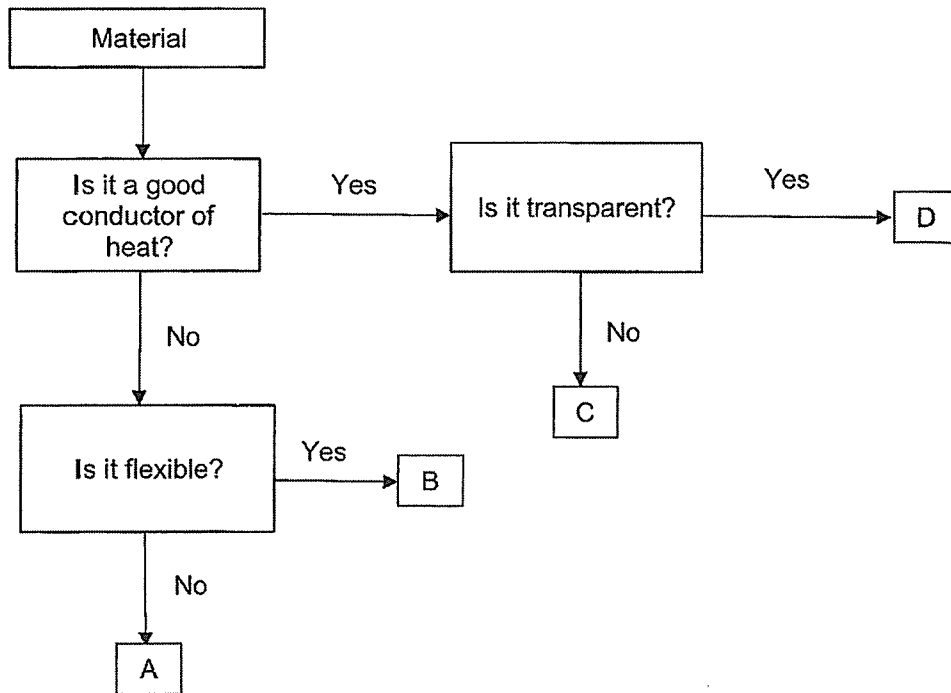 Material
Is it a good
conductor of
heat?
Yes
Is it transparent?
Yes
D
No
No
C
Is it flexible?
Yes
B
No
A